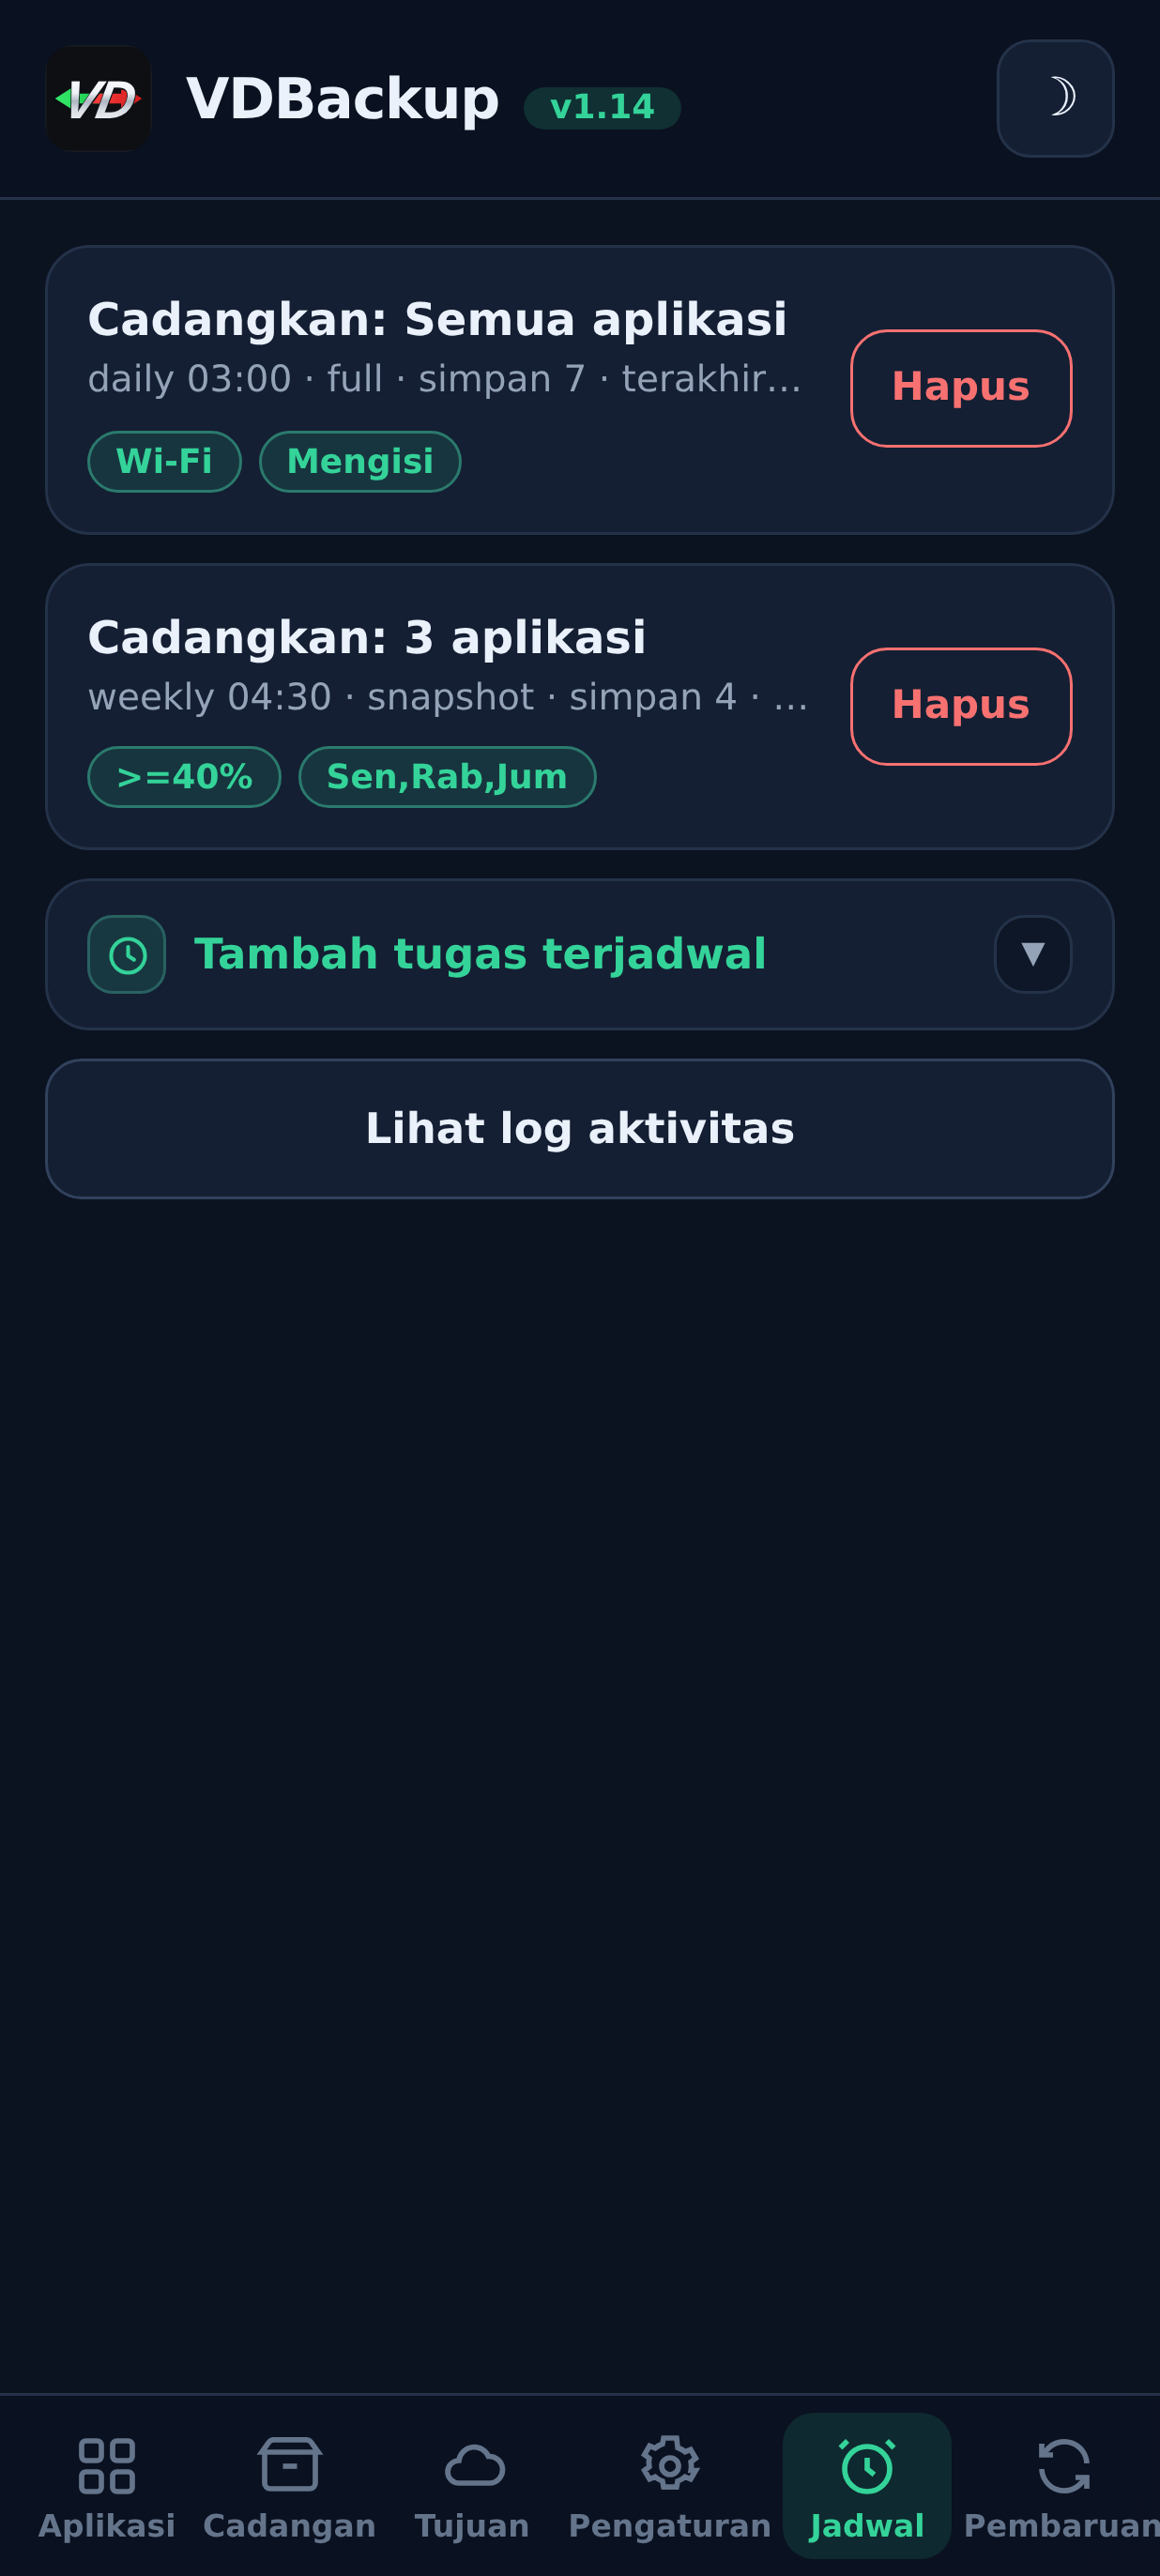 VD
VDBackup v1.14
Cadangkan: Semua aplikasi
daily 03:00 · full · simpan 7 · terakhir...
Hapus
Wi-Fi Mengisi
Cadangkan: 3 aplikasi
weekly 04:30 · snapshot · simpan 4 · ...
Hapus
>=40% Sen,Rab,Jum
Tambah tugas terjadwal
Lihat log aktivitas
Aplikasi Cadangan Tujuan Pengaturan Jadwal Pembaruan